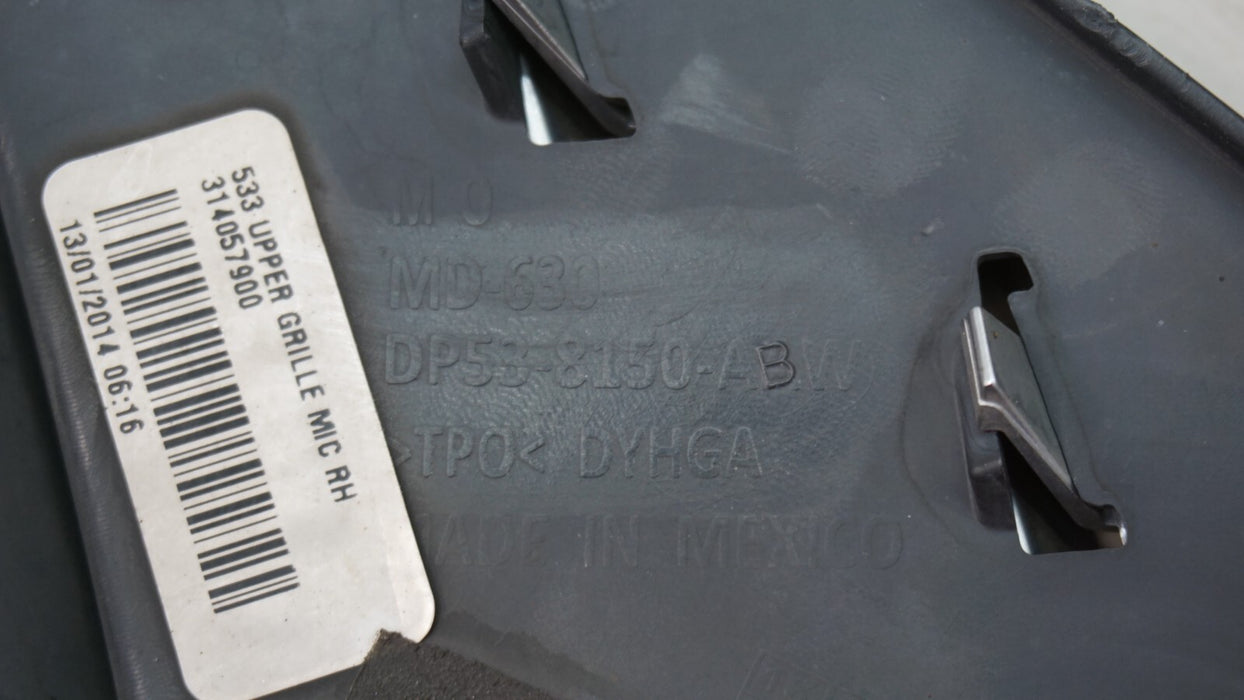 533 UPPER GRILLE MIC RH
314057900
13/01/2014 06:16
M O
MD-630
DP53-8150-ABW
>TPO< DYHGA
MADE IN MEXICO